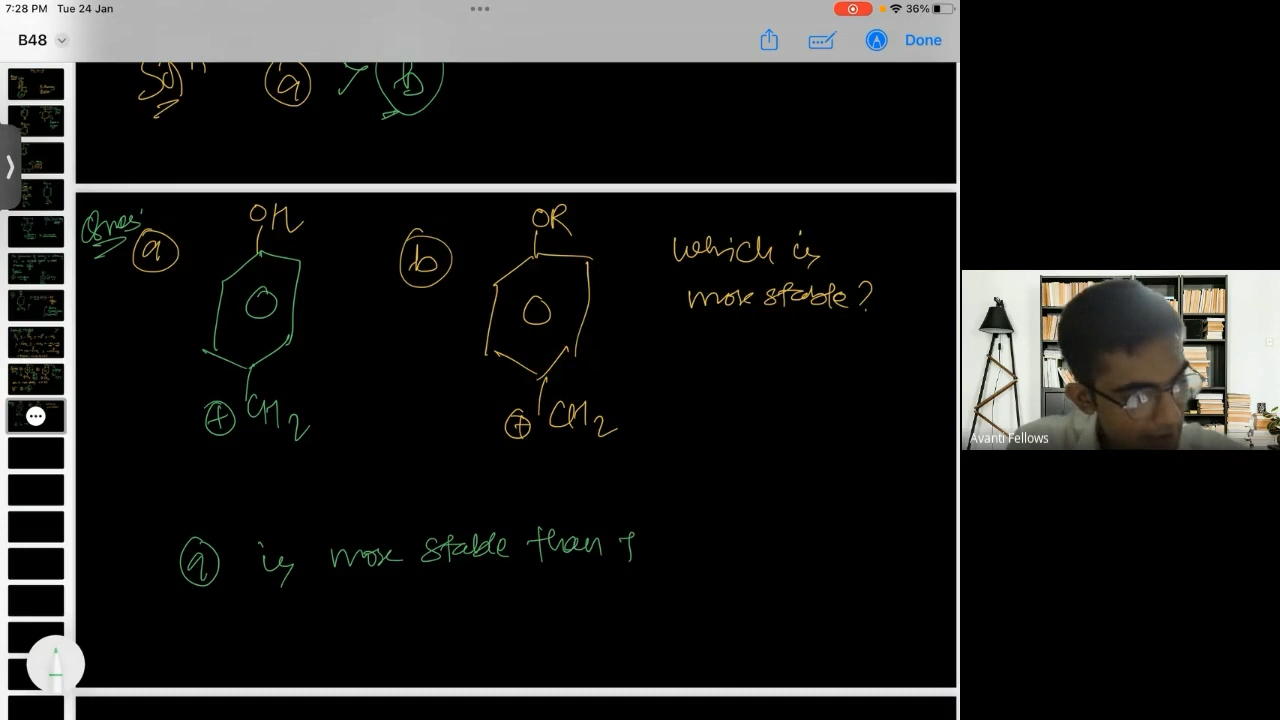 7:28 PM Tue 24 Jan
36%
B48
Done
Solⁿ a > b
Ques:
a
OH
b
OR
which is
more stable?
⊕ CH2
⊕ CH2
a is more stable than
Avanti Fellows